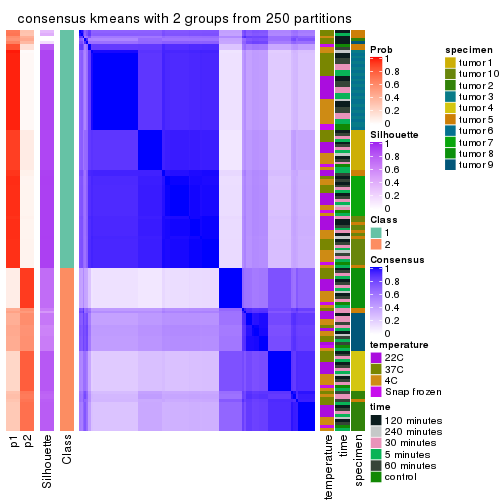 consensus kmeans with 2 groups from 250 partitions
p1
p2
Silhouette
Class
temperature
time
specimen
Prob
1
0.8
0.6
0.4
0.2
0
Silhouette
1
0.8
0.6
0.4
0.2
0
Class
1
2
Consensus
1
0.8
0.6
0.4
0.2
0
temperature
22C
37C
4C
Snap frozen
time
120 minutes
240 minutes
30 minutes
5 minutes
60 minutes
control
specimen
tumor 1
tumor 10
tumor 2
tumor 3
tumor 4
tumor 5
tumor 6
tumor 7
tumor 8
tumor 9